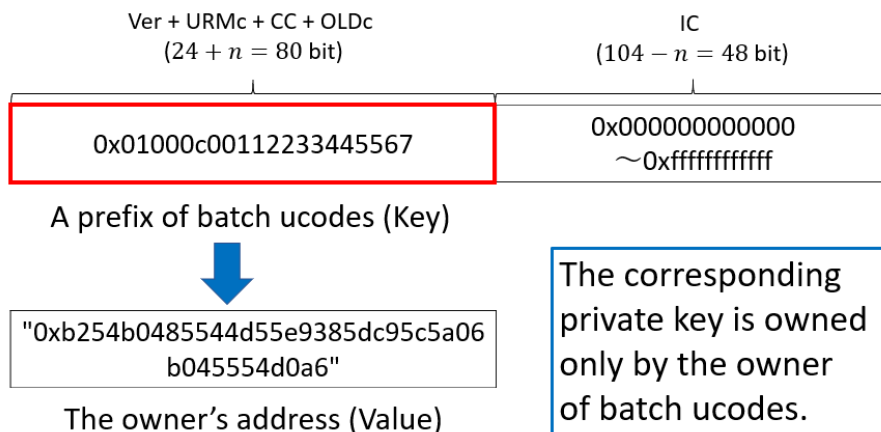 Ver + URMc + CC + OLDc
(24 + n = 80 bit)
IC
(104 − n = 48 bit)
0x01000c00112233445567
0x000000000000
～0xffffffffffff
A prefix of batch ucodes (Key)
"0xb254b0485544d55e9385dc95c5a06
b045554d0a6"
The owner's address (Value)
The corresponding
private key is owned
only by the owner
of batch ucodes.